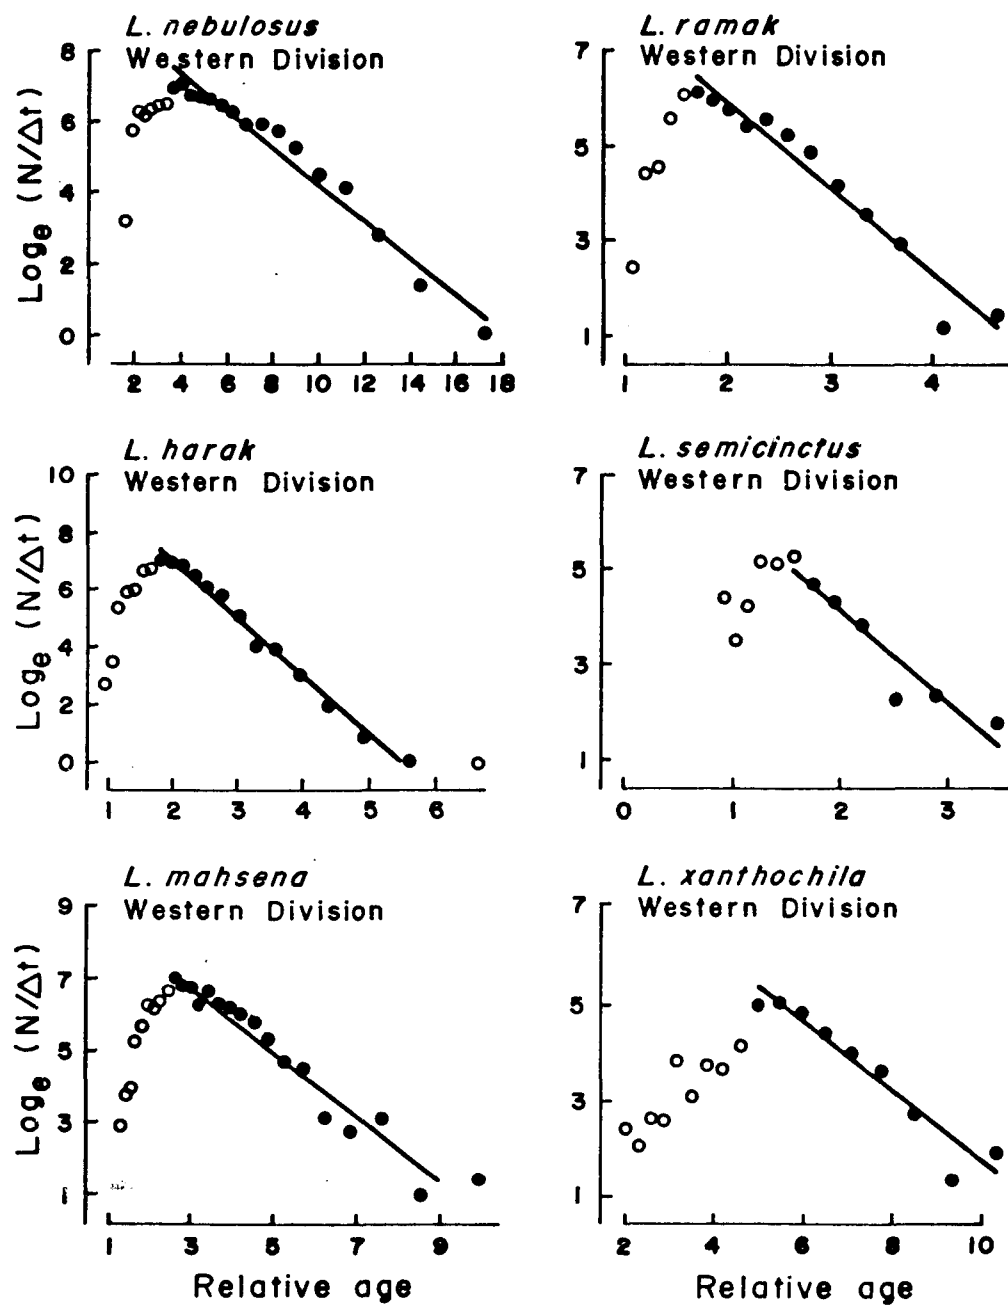 L. nebulosus
Western Division
8
6
4
2
0
Logₑ (N/Δt)
2 4 6 8 10 12 14 16 18
L. ramak
Western Division
7
5
3
1
1 2 3 4
L. harak
Western Division
10
8
6
4
2
0
Logₑ (N/Δt)
1 2 3 4 5 6
L. semicinctus
Western Division
7
5
3
1
0 1 2 3
L. mahsena
Western Division
9
7
5
3
1
Logₑ (N/Δt)
1 3 5 7 9
Relative age
L. xanthochila
Western Division
7
5
3
1
2 4 6 8 10
Relative age